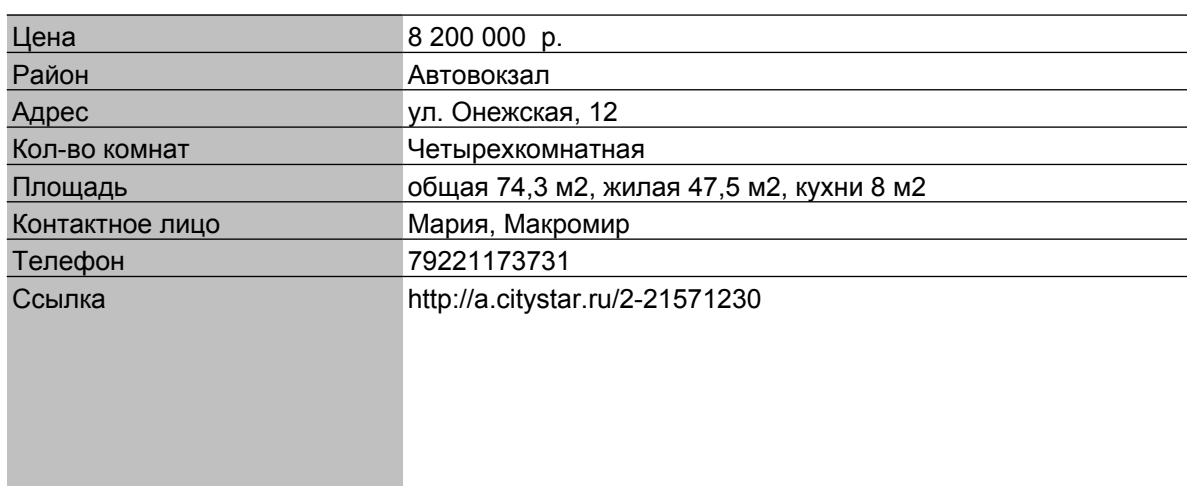 Цена 8 200 000 р.
Район Автовокзал
Адрес ул. Онежская, 12
Кол-во комнат Четырехкомнатная
Площадь общая 74,3 м2, жилая 47,5 м2, кухни 8 м2
Контактное лицо Мария, Макромир
Телефон 79221173731
Ссылка http://a.citystar.ru/2-21571230